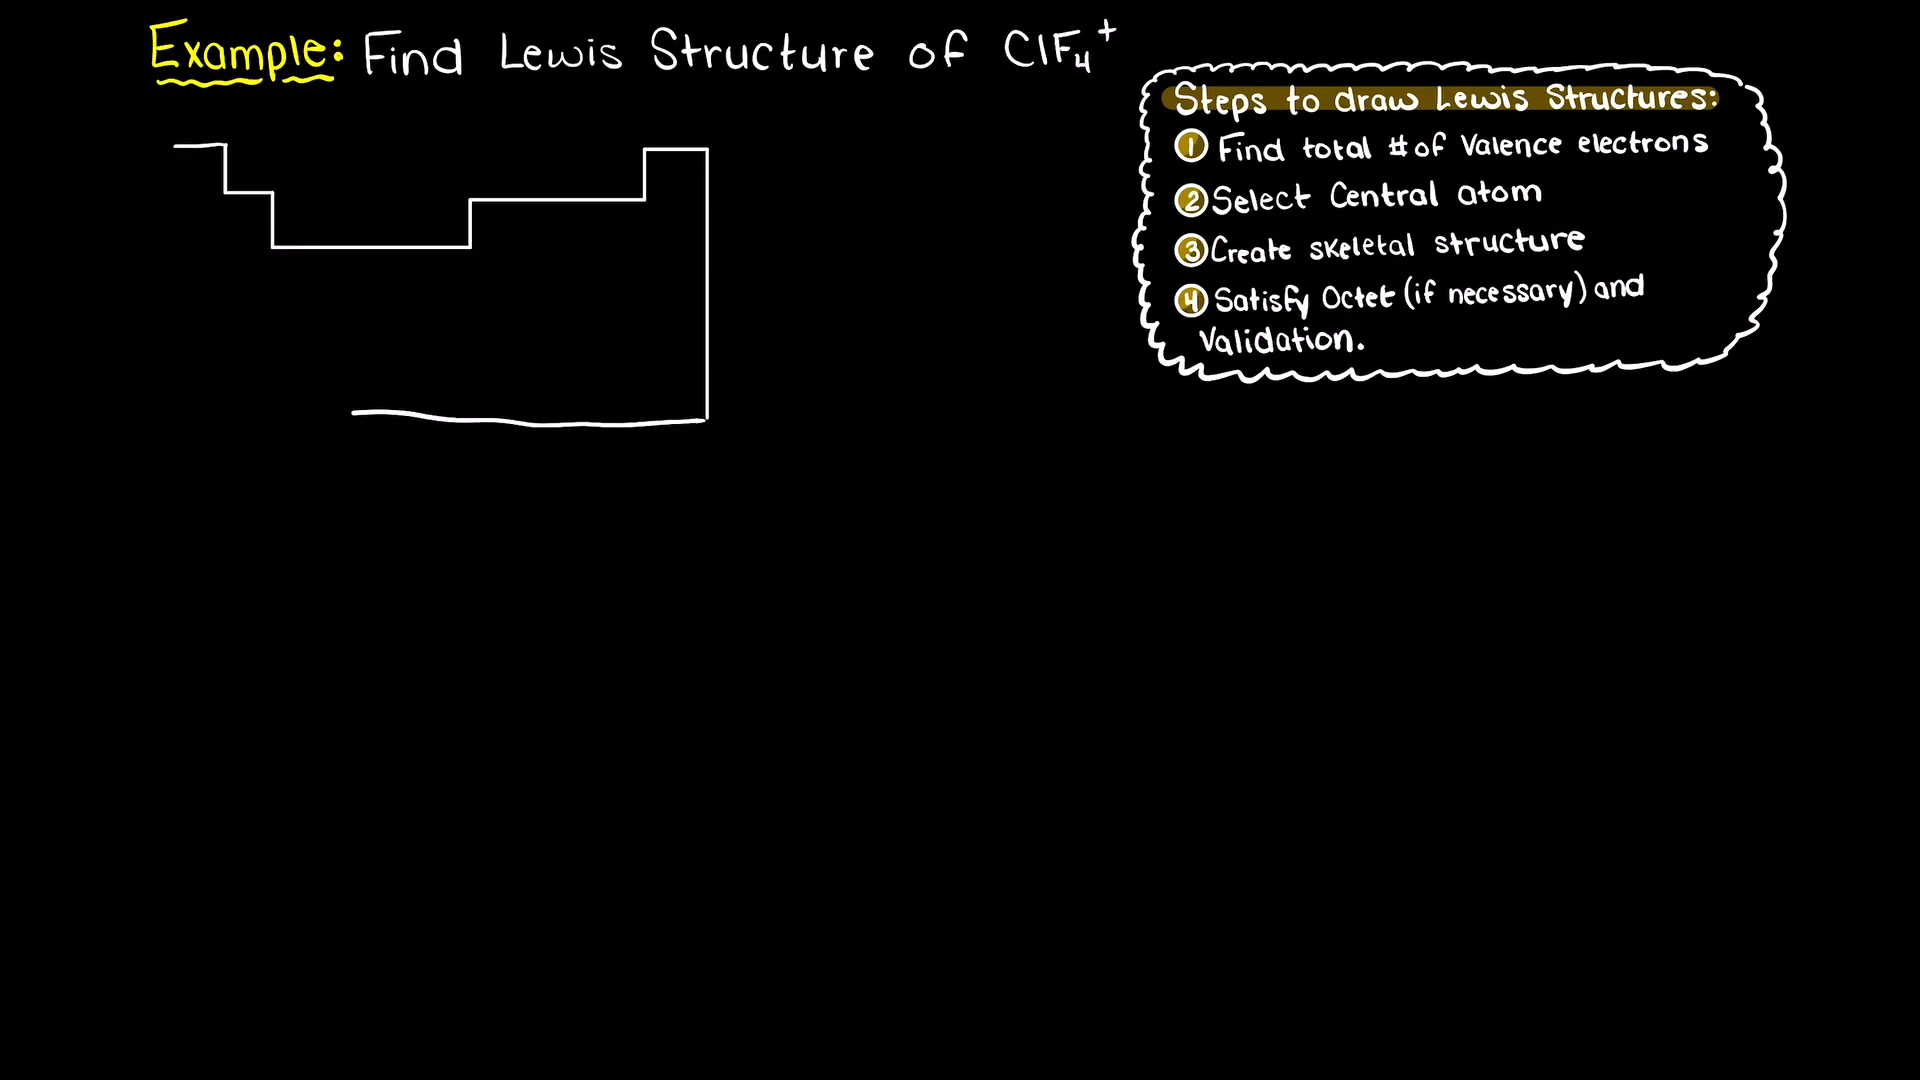 Example: Find Lewis Structure of ClF₄⁺
Steps to draw Lewis Structures:
① Find total # of Valence electrons
② Select Central atom
③ Create skeletal structure
④ Satisfy Octet (if necessary) and
Validation.